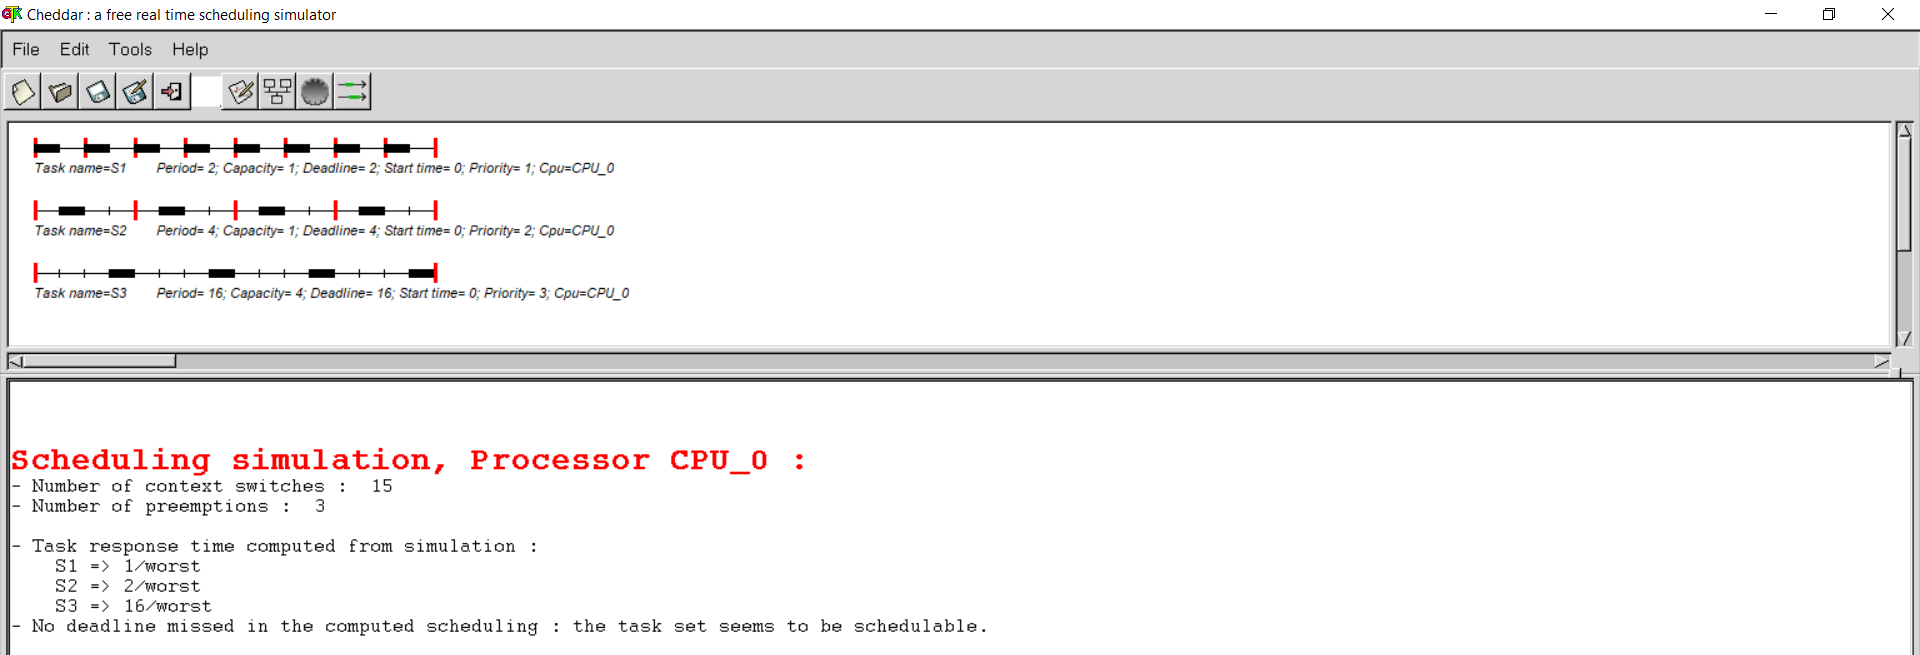 Cheddar : a free real time scheduling simulator
File Edit Tools Help
Task name=S1 Period= 2; Capacity= 1; Deadline= 2; Start time= 0; Priority= 1; Cpu=CPU_0
Task name=S2 Period= 4; Capacity= 1; Deadline= 4; Start time= 0; Priority= 2; Cpu=CPU_0
Task name=S3 Period= 16; Capacity= 4; Deadline= 16; Start time= 0; Priority= 3; Cpu=CPU_0
Scheduling simulation, Processor CPU_0 :
- Number of context switches : 15
- Number of preemptions : 3
- Task response time computed from simulation :
S1 => 1/worst
S2 => 2/worst
S3 => 16/worst
- No deadline missed in the computed scheduling : the task set seems to be schedulable.